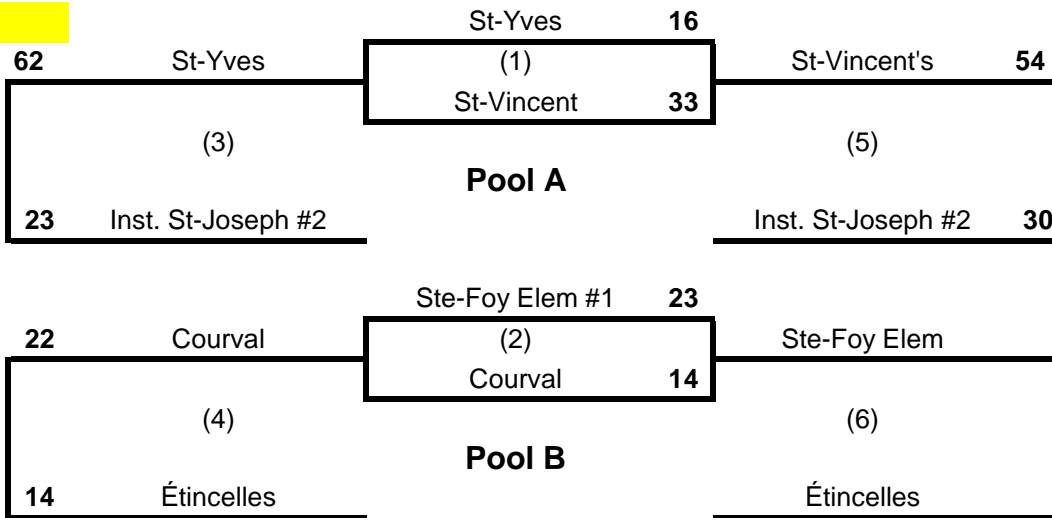 St-Yves 16
62 St-Yves (1) St-Vincent's 54
St-Vincent 33
(3) (5)
Pool A
23 Inst. St-Joseph #2 Inst. St-Joseph #2 30
Ste-Foy Elem #1 23
22 Courval (2) Ste-Foy Elem
Courval 14
(4) (6)
Pool B
14 Étincelles Étincelles